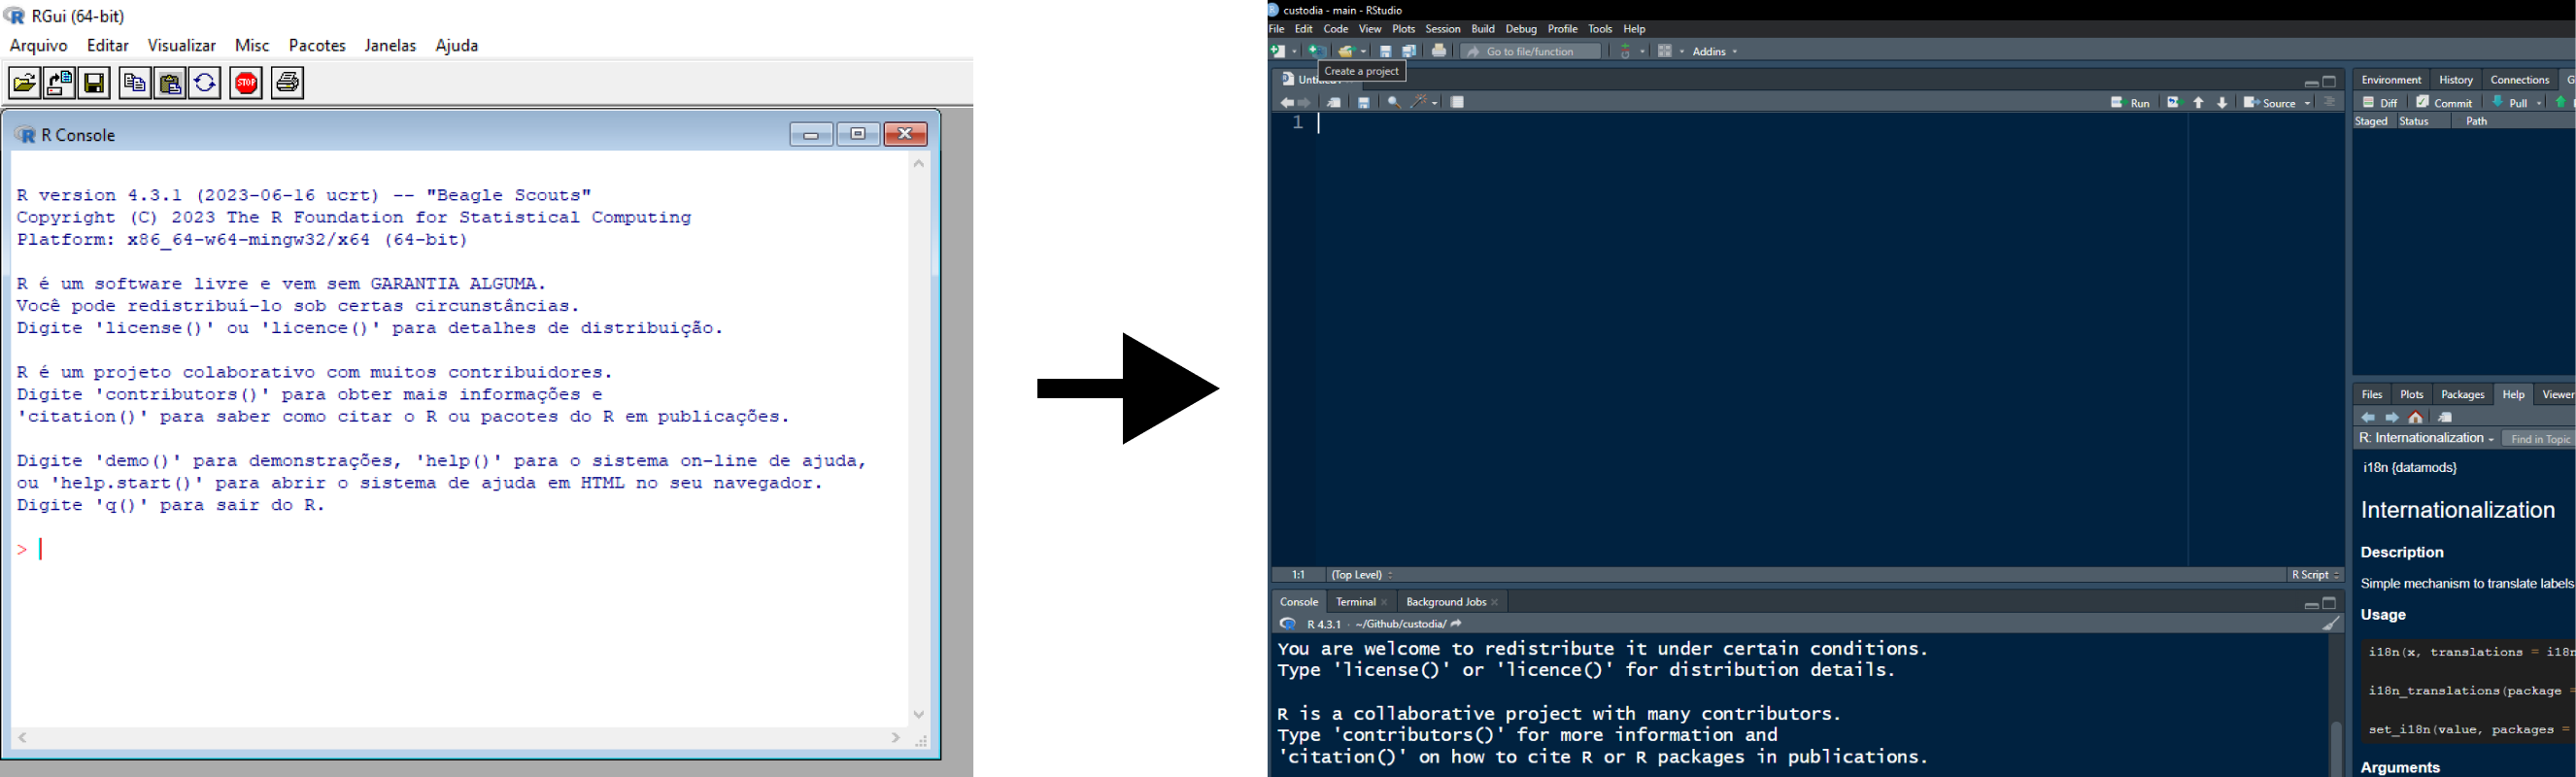 RGui (64-bit)
Arquivo Editar Visualizar Misc Pacotes Janelas Ajuda
STOP
R Console
R version 4.3.1 (2023-06-16 ucrt) -- "Beagle Scouts"
Copyright (C) 2023 The R Foundation for Statistical Computing
Platform: x86_64-w64-mingw32/x64 (64-bit)
R é um software livre e vem sem GARANTIA ALGUMA.
Você pode redistribuí-lo sob certas circunstâncias.
Digite 'license()' ou 'licence()' para detalhes de distribuição.
R é um projeto colaborativo com muitos contribuidores.
Digite 'contributors()' para obter mais informações e
'citation()' para saber como citar o R ou pacotes do R em publicações.
Digite 'demo()' para demonstrações, 'help()' para o sistema on-line de ajuda,
ou 'help.start()' para abrir o sistema de ajuda em HTML no seu navegador.
Digite 'q()' para sair do R.
>
custodia - main - RStudio
File Edit Code View Plots Session Build Debug Profile Tools Help
Go to file/function Addins
Create a project
Run Source
1
1:1 (Top Level) R Script
Console Terminal Background Jobs
R 4.3.1 · ~/Github/custodia/
You are welcome to redistribute it under certain conditions.
Type 'license()' or 'licence()' for distribution details.
R is a collaborative project with many contributors.
Type 'contributors()' for more information and
'citation()' on how to cite R or R packages in publications.
Environment History Connections
Diff Commit Pull
Staged Status Path
Files Plots Packages Help Viewer
R: Internationalization Find in Topic
i18n {datamods}
Internationalization
Description
Simple mechanism to translate labels
Usage
i18n(x, translations = i18n
i18n_translations(package =
set_i18n(value, packages =
Arguments